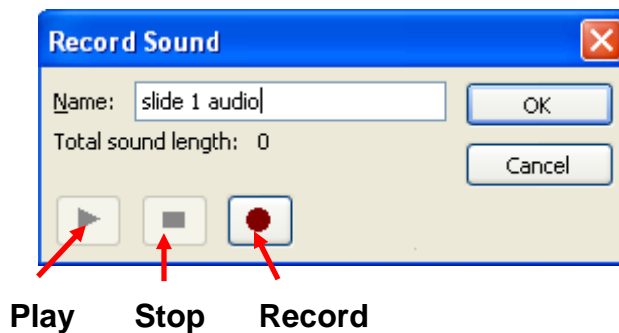 Record Sound
Name: slide 1 audio
OK
Total sound length: 0
Cancel
Play Stop Record